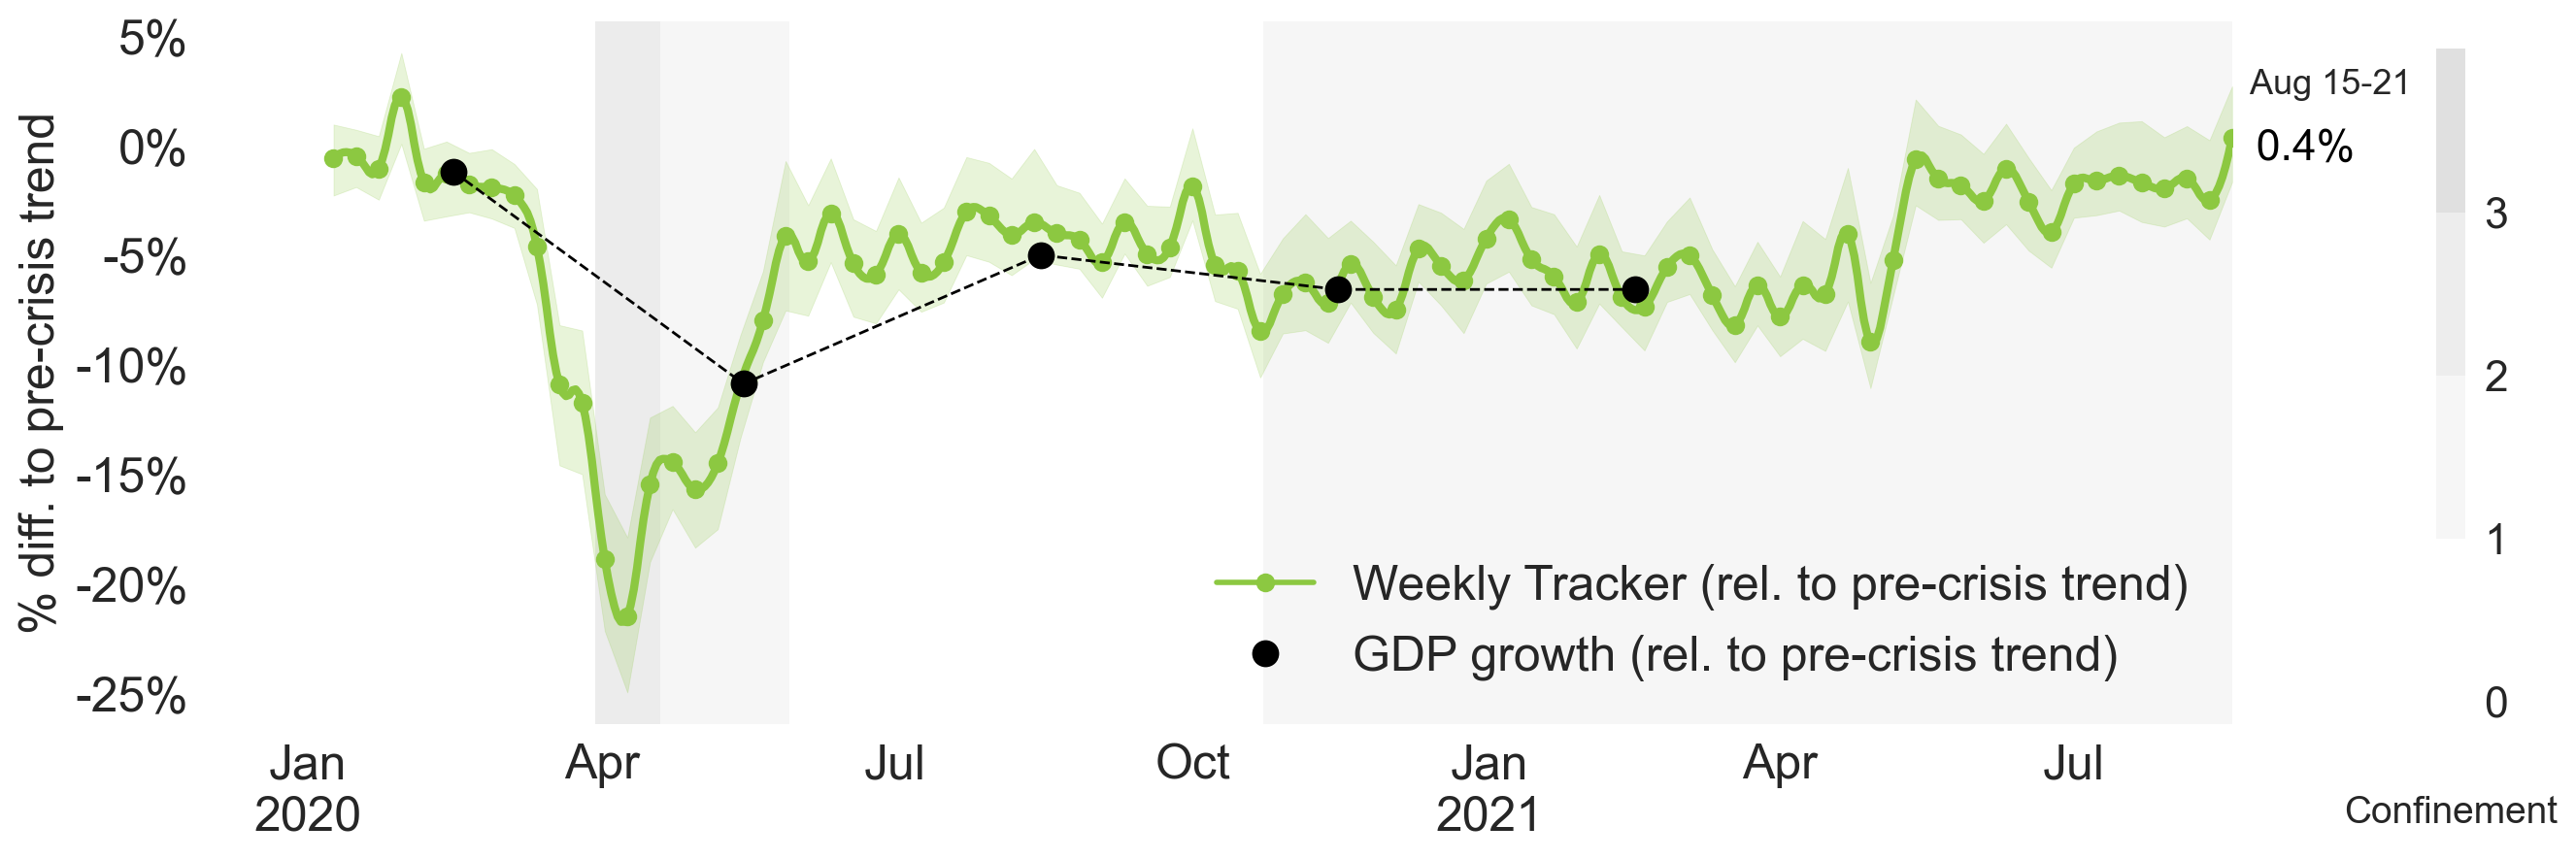 % diff. to pre-crisis trend
5%
0%
-5%
-10%
-15%
-20%
-25%
Jan
2020
Apr
Jul
Oct
Jan
2021
Apr
Jul
Weekly Tracker (rel. to pre-crisis trend)
GDP growth (rel. to pre-crisis trend)
Aug 15-21
0.4%
3
2
1
0
Confinement